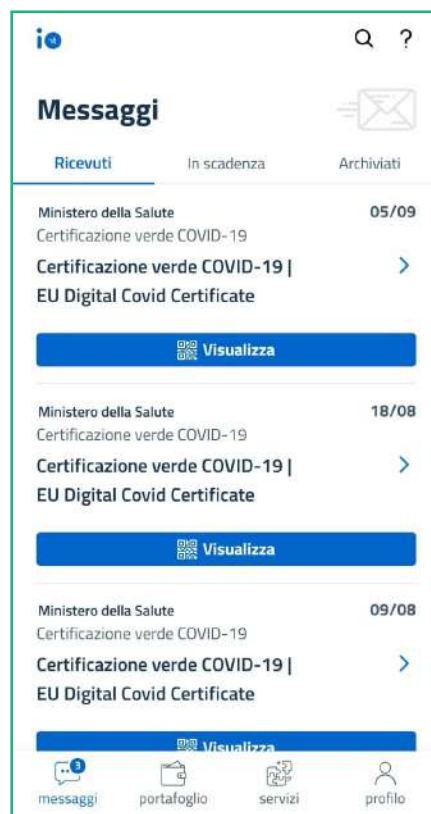 io
?
Messaggi
Ricevuti In scadenza Archiviati
Ministero della Salute 05/09
Certificazione verde COVID-19
Certificazione verde COVID-19 |
EU Digital Covid Certificate
Visualizza
Ministero della Salute 18/08
Certificazione verde COVID-19
Certificazione verde COVID-19 |
EU Digital Covid Certificate
Visualizza
Ministero della Salute 09/08
Certificazione verde COVID-19
Certificazione verde COVID-19 |
EU Digital Covid Certificate
Visualizza
3
messaggi portafoglio servizi profilo